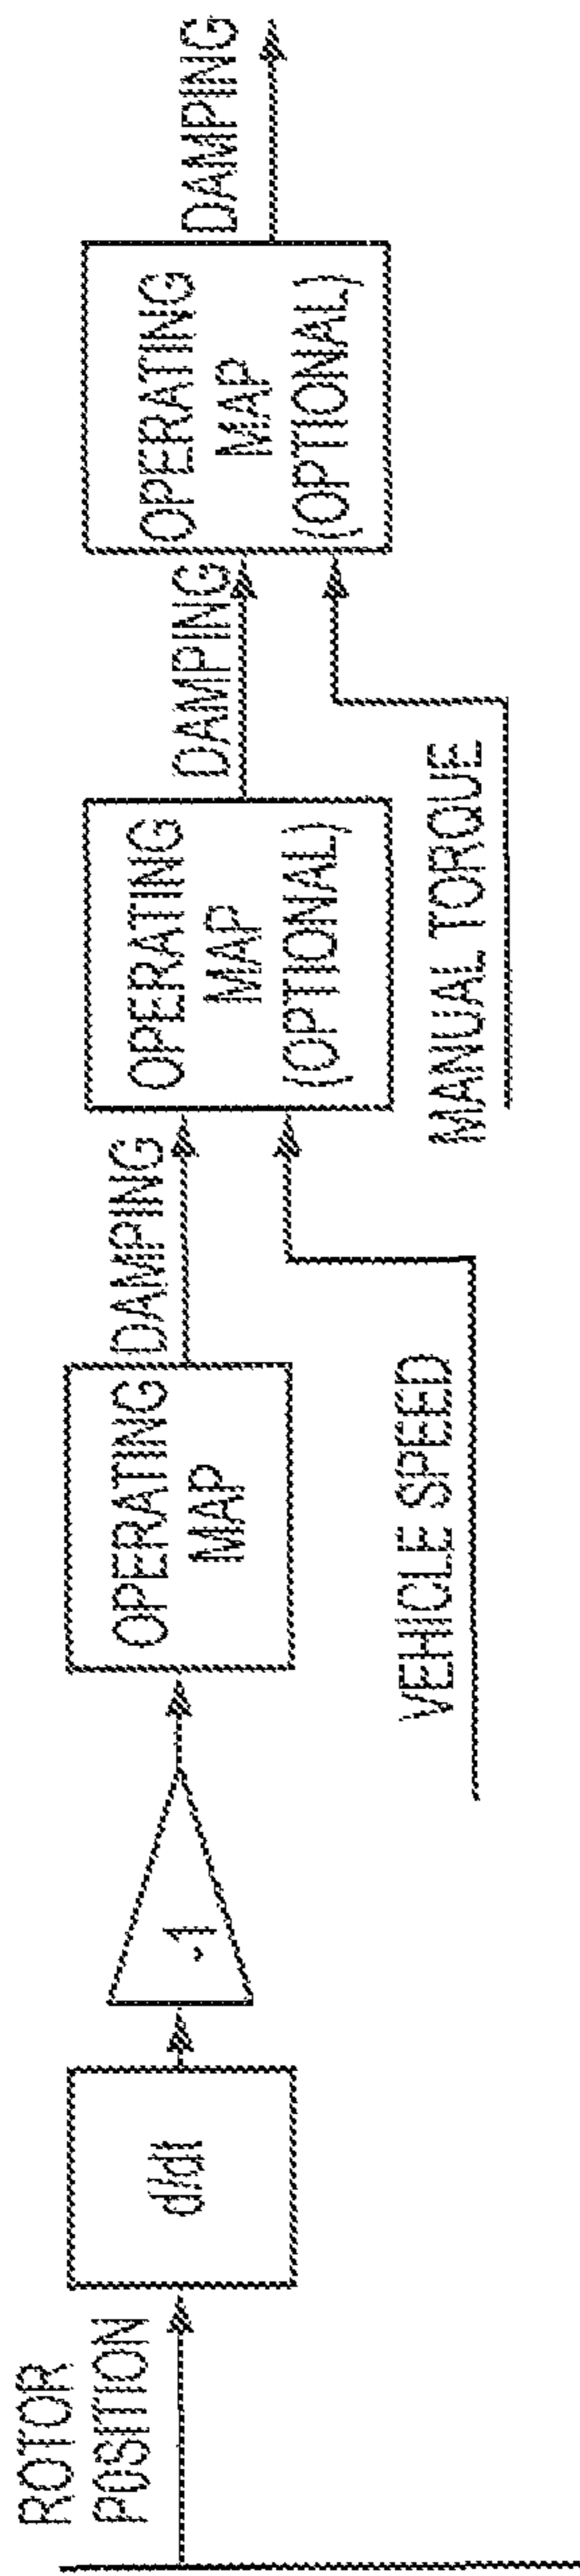 ROTOR
POSITION
d/dt
-1
OPERATING
MAP
DAMPING
VEHICLE SPEED
OPERATING
MAP
(OPTIONAL)
DAMPING
MANUAL TORQUE
OPERATING
MAP
(OPTIONAL)
DAMPING